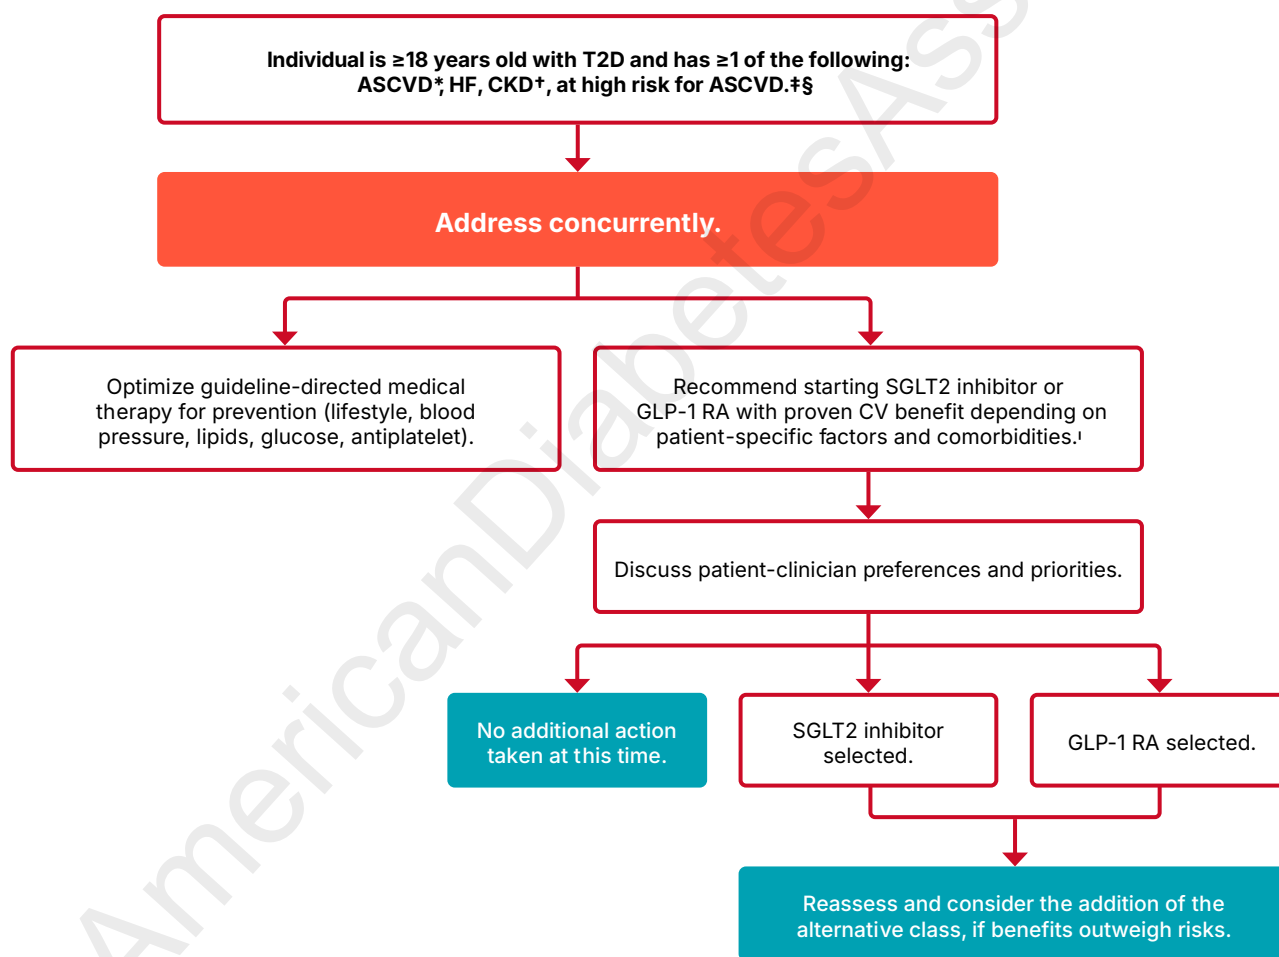 Individual is ≥18 years old with T2D and has ≥1 of the following:
ASCVD*, HF, CKD†, at high risk for ASCVD.‡§
Address concurrently.
Optimize guideline-directed medical
therapy for prevention (lifestyle, blood
pressure, lipids, glucose, antiplatelet).
Recommend starting SGLT2 inhibitor or
GLP-1 RA with proven CV benefit depending on
patient-specific factors and comorbidities.ᶦ
Discuss patient-clinician preferences and priorities.
No additional action
taken at this time.
SGLT2 inhibitor
selected.
GLP-1 RA selected.
Reassess and consider the addition of the
alternative class, if benefits outweigh risks.
AmericanDiabetesAss